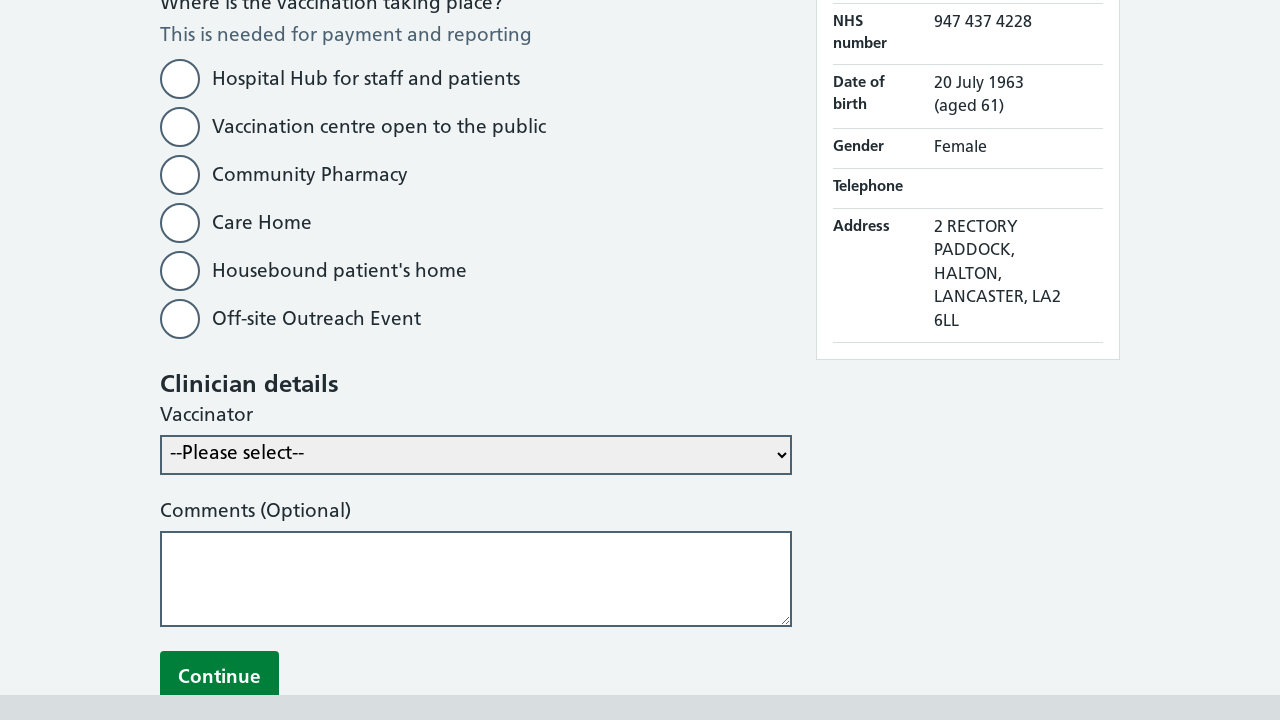 Where is the vaccination taking place?
This is needed for payment and reporting
Hospital Hub for staff and patients
Vaccination centre open to the public
Community Pharmacy
Care Home
Housebound patient's home
Off-site Outreach Event
Clinician details
Vaccinator
--Please select--
Comments (Optional)
Continue
NHS
number
947 437 4228
Date of
birth
20 July 1963
(aged 61)
Gender
Female
Telephone
Address
2 RECTORY
PADDOCK,
HALTON,
LANCASTER, LA2
6LL